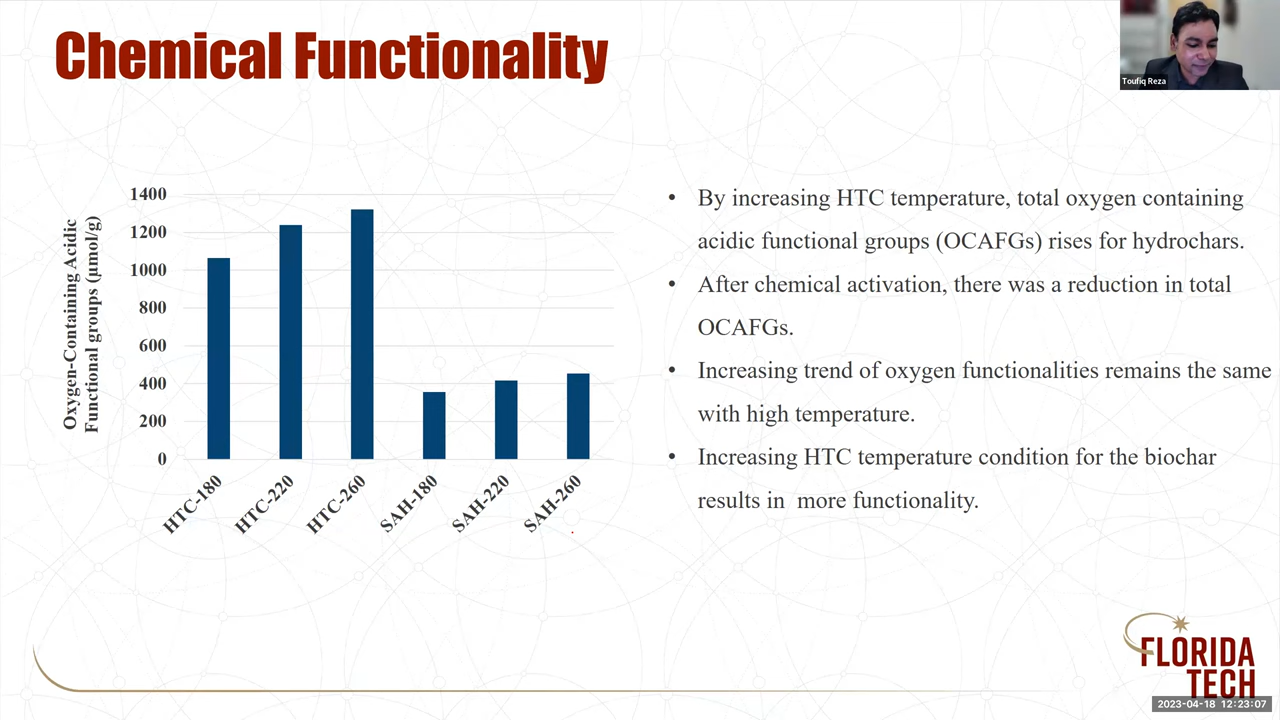 Chemical Functionality
Toufiq Reza
Oxygen-Containing Acidic
Functional groups (µmol/g)
1400
1200
1000
800
600
400
200
0
HTC-180
HTC-220
HTC-260
SAH-180
SAH-220
SAH-260
• By increasing HTC temperature, total oxygen containing
acidic functional groups (OCAFGs) rises for hydrochars.
• After chemical activation, there was a reduction in total
OCAFGs.
• Increasing trend of oxygen functionalities remains the same
with high temperature.
• Increasing HTC temperature condition for the biochar
results in more functionality.
FLORIDA
TECH
2023-04-18 12:23:07